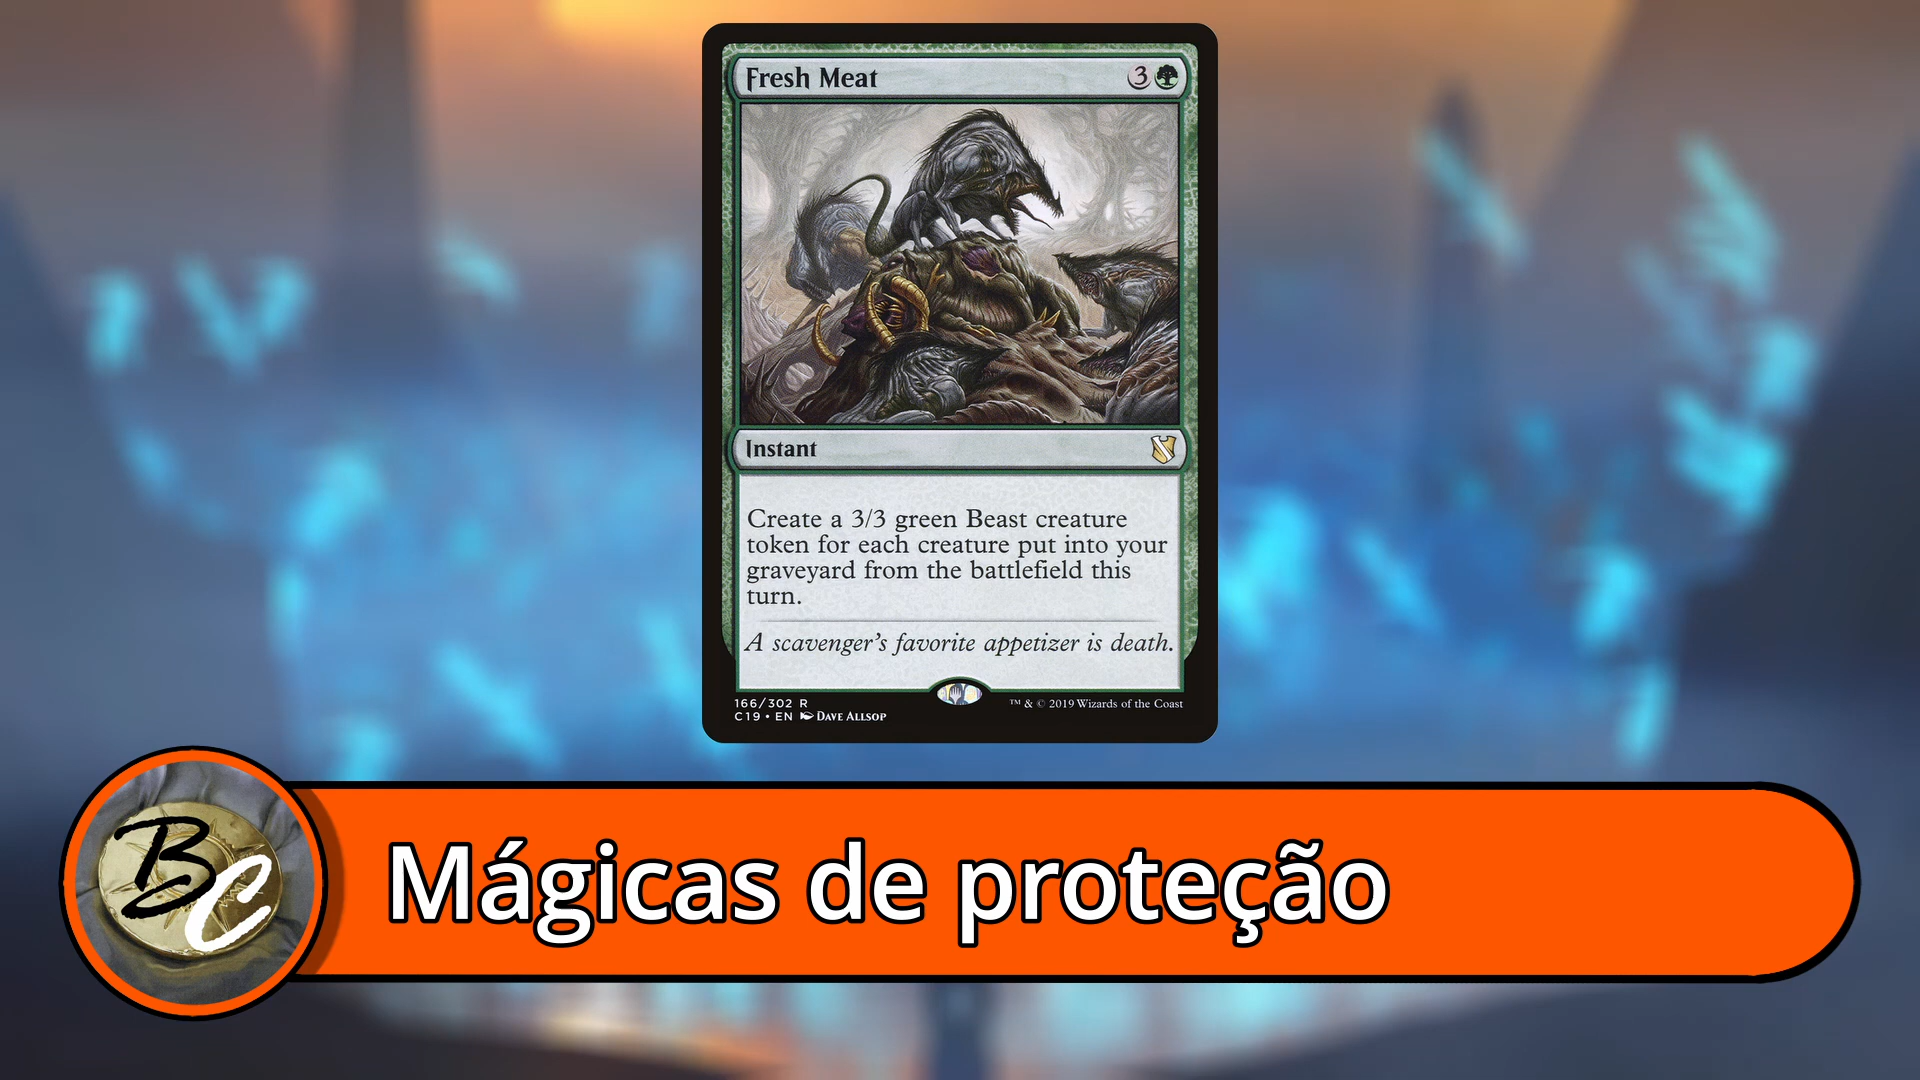 Fresh Meat 3
Instant
Create a 3/3 green Beast creature
token for each creature put into your
graveyard from the battlefield this
turn.
A scavenger's favorite appetizer is death.
166/302 R
C19 • EN Dave Allsop
™ & © 2019 Wizards of the Coast
BC
Mágicas de proteção